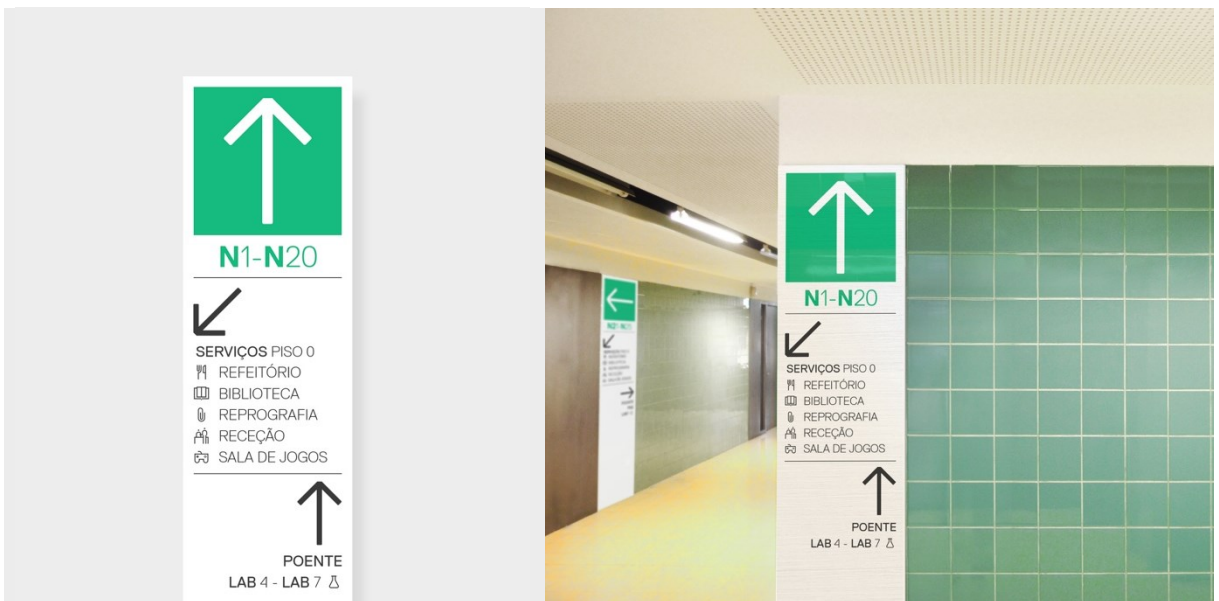 N1-N20
SERVIÇOS PISO 0
REFEITÓRIO
BIBLIOTECA
REPROGRAFIA
RECEÇÃO
SALA DE JOGOS
POENTE
LAB 4 - LAB 7
N1-N20
SERVIÇOS PISO 0
REFEITÓRIO
BIBLIOTECA
REPROGRAFIA
RECEÇÃO
SALA DE JOGOS
POENTE
LAB 4 - LAB 7